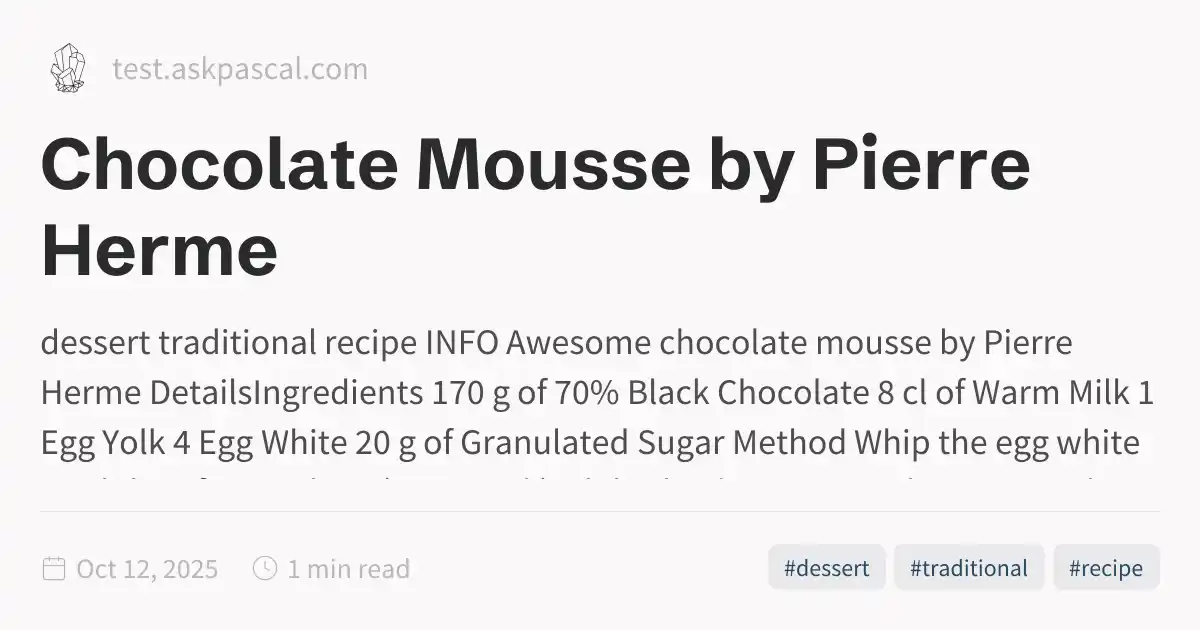 test.askpascal.com
Chocolate Mousse by Pierre
Herme
dessert traditional recipe INFO Awesome chocolate mousse by Pierre
Herme DetailsIngredients 170 g of 70% Black Chocolate 8 cl of Warm Milk 1
Egg Yolk 4 Egg White 20 g of Granulated Sugar Method Whip the egg white
Oct 12, 2025
1 min read
#dessert
#traditional
#recipe